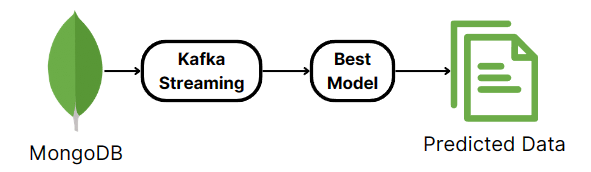 MongoDB
Kafka
Streaming
Best
Model
Predicted Data